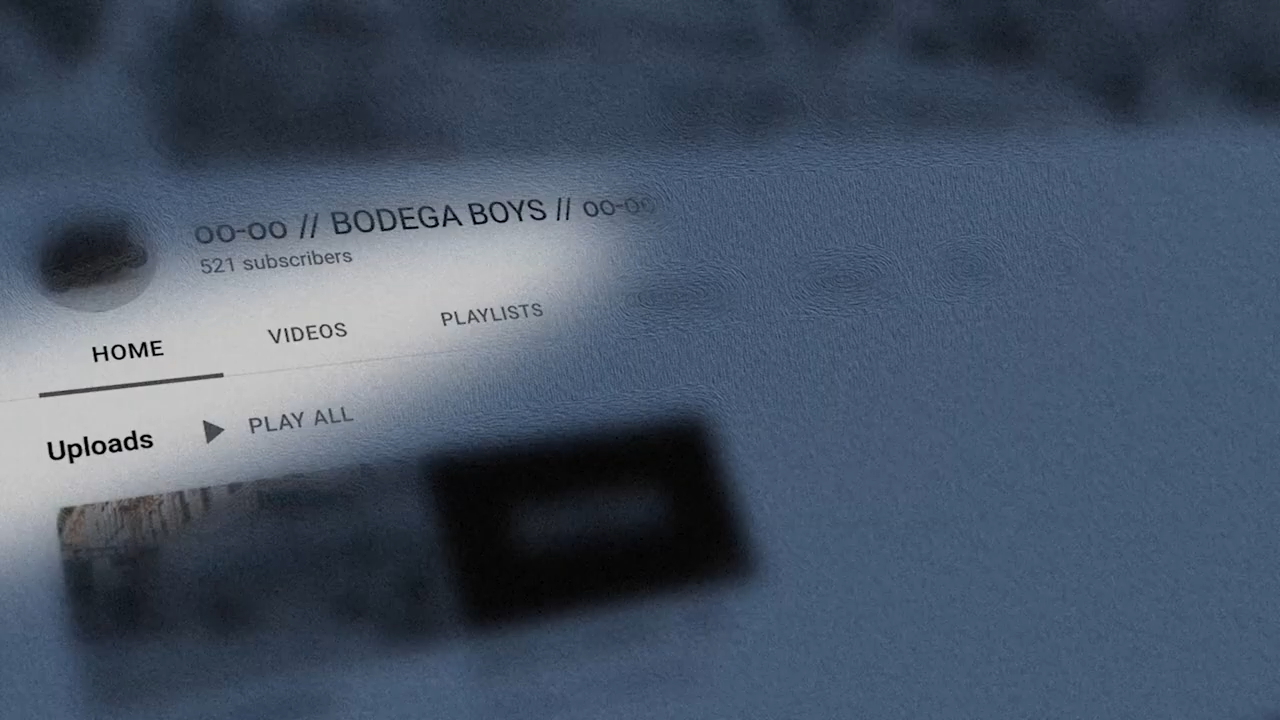 oo-oo // BODEGA BOYS // oo-oo
521 subscribers
HOME VIDEOS PLAYLISTS
Uploads ▶ PLAY ALL